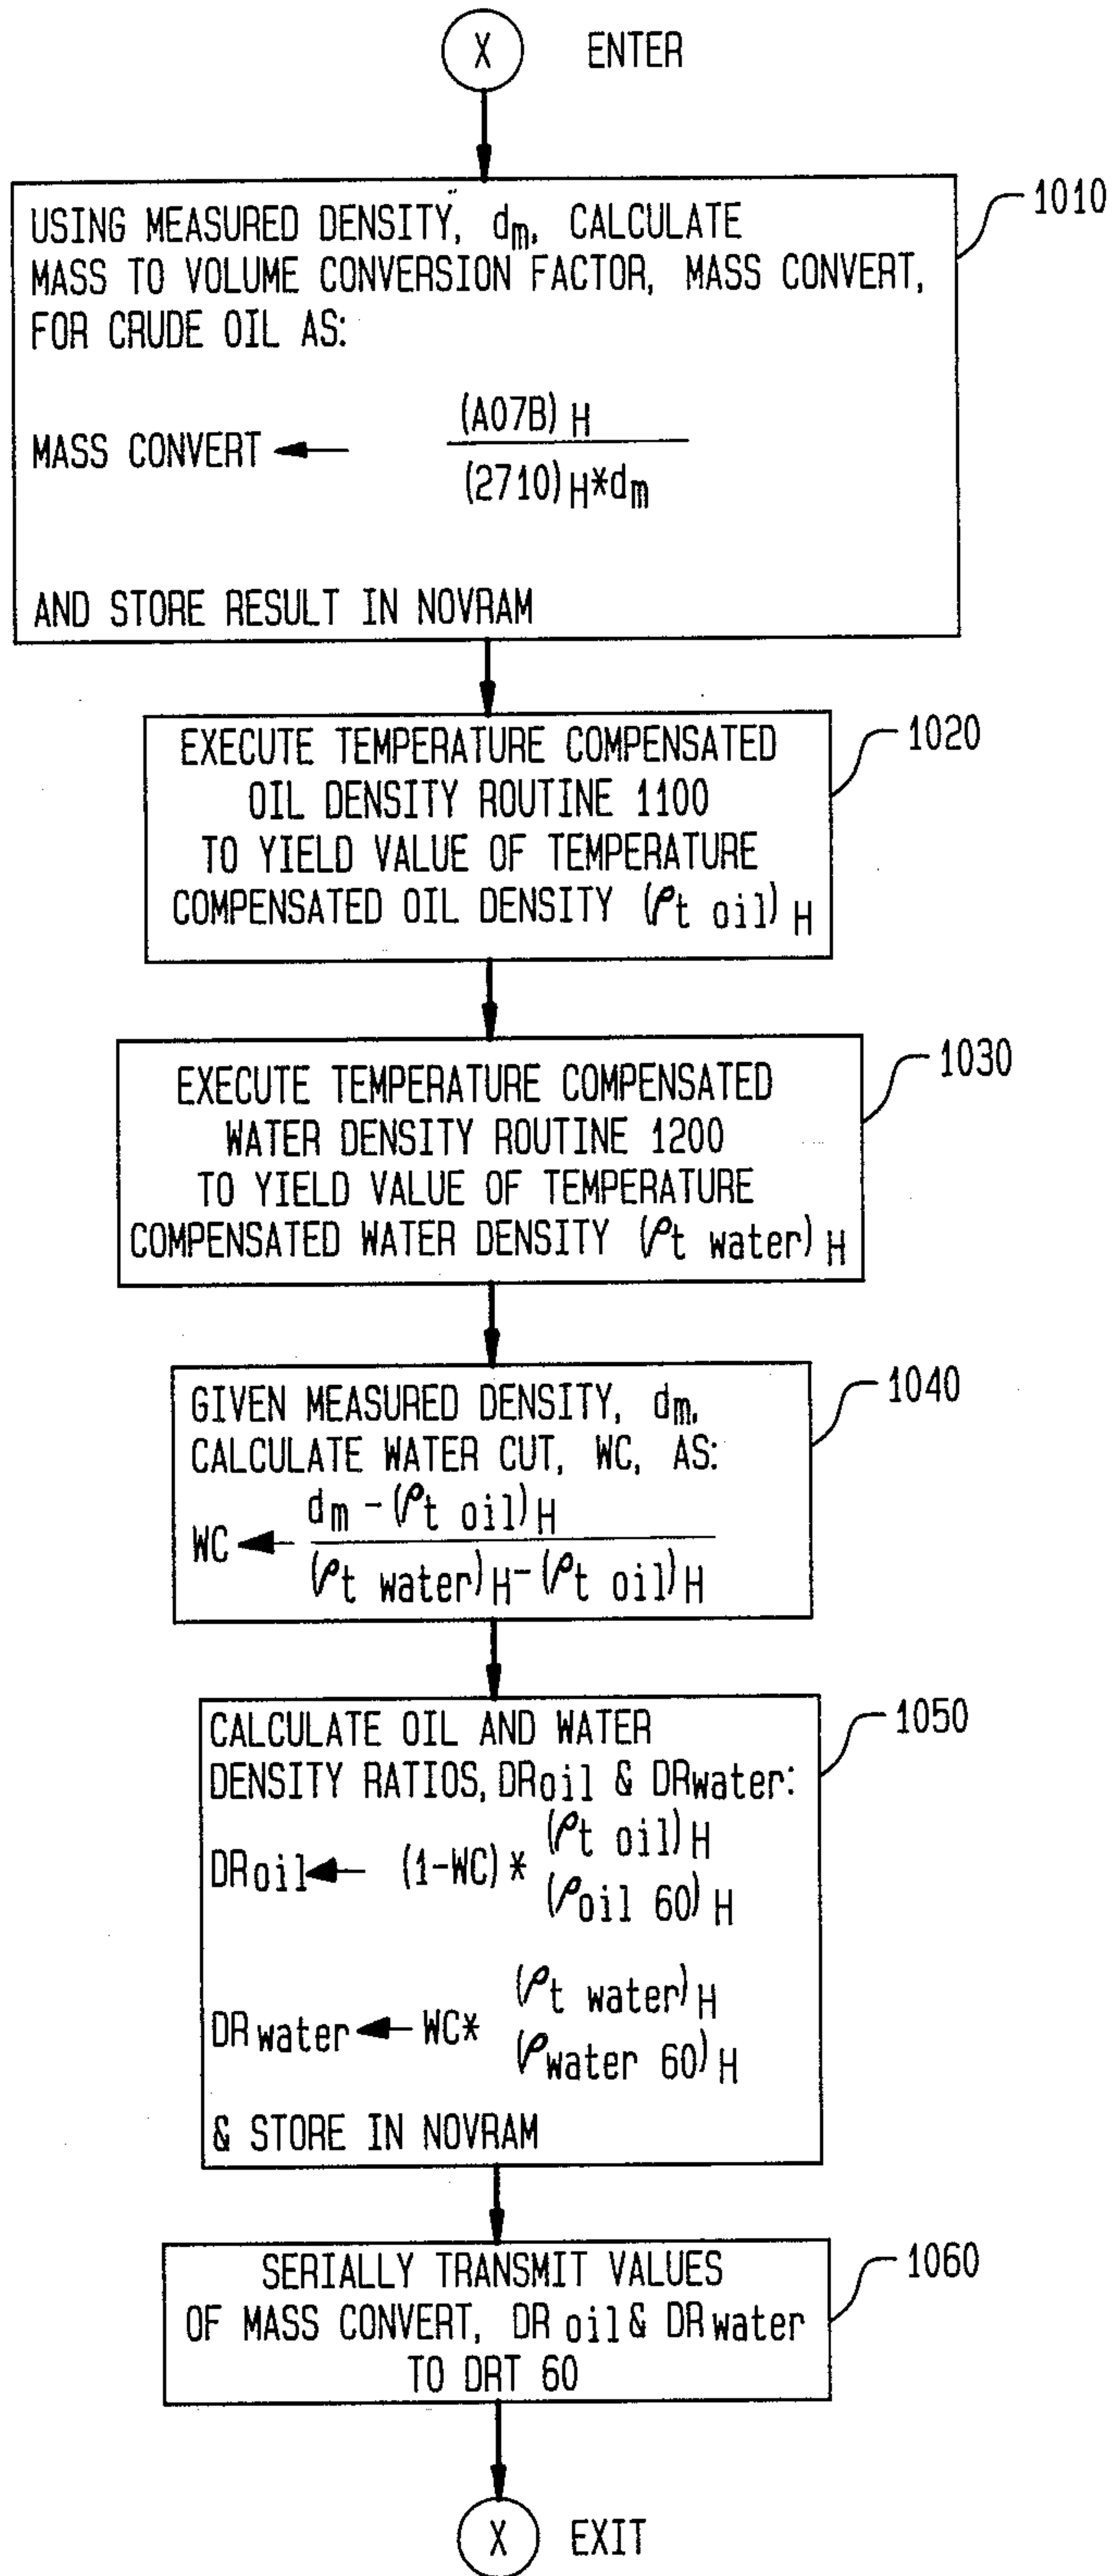 X ENTER
1010
USING MEASURED DENSITY, dm, CALCULATE
MASS TO VOLUME CONVERSION FACTOR, MASS CONVERT,
FOR CRUDE OIL AS:
(A07B) H
MASS CONVERT ←
(2710)H*dm
AND STORE RESULT IN NOVRAM
1020
EXECUTE TEMPERATURE COMPENSATED
OIL DENSITY ROUTINE 1100
TO YIELD VALUE OF TEMPERATURE
COMPENSATED OIL DENSITY (ρt oil) H
1030
EXECUTE TEMPERATURE COMPENSATED
WATER DENSITY ROUTINE 1200
TO YIELD VALUE OF TEMPERATURE
COMPENSATED WATER DENSITY (ρt water) H
1040
GIVEN MEASURED DENSITY, dm,
CALCULATE WATER CUT, WC, AS:
dm - (ρt oil)H
WC ←
(ρt water)H-(ρt oil)H
1050
CALCULATE OIL AND WATER
DENSITY RATIOS, DRoil & DRwater:
(ρt oil)H
DRoil ← (1-WC) *
(ρoil 60) H
(ρt water)H
DRwater ← WC*
(ρwater 60) H
& STORE IN NOVRAM
1060
SERIALLY TRANSMIT VALUES
OF MASS CONVERT, DR oil & DR water
TO DRT 60
X EXIT